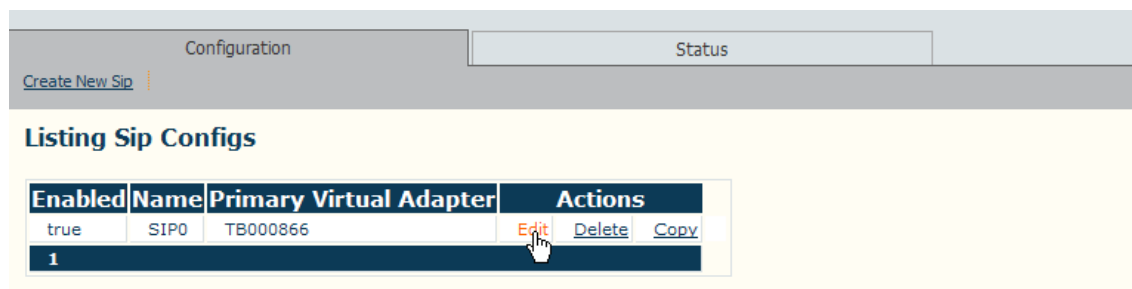 Configuration Status
Create New Sip
Listing Sip Configs
Enabled Name Primary Virtual Adapter Actions
true SIP0 TB000866 Edit Delete Copy
1